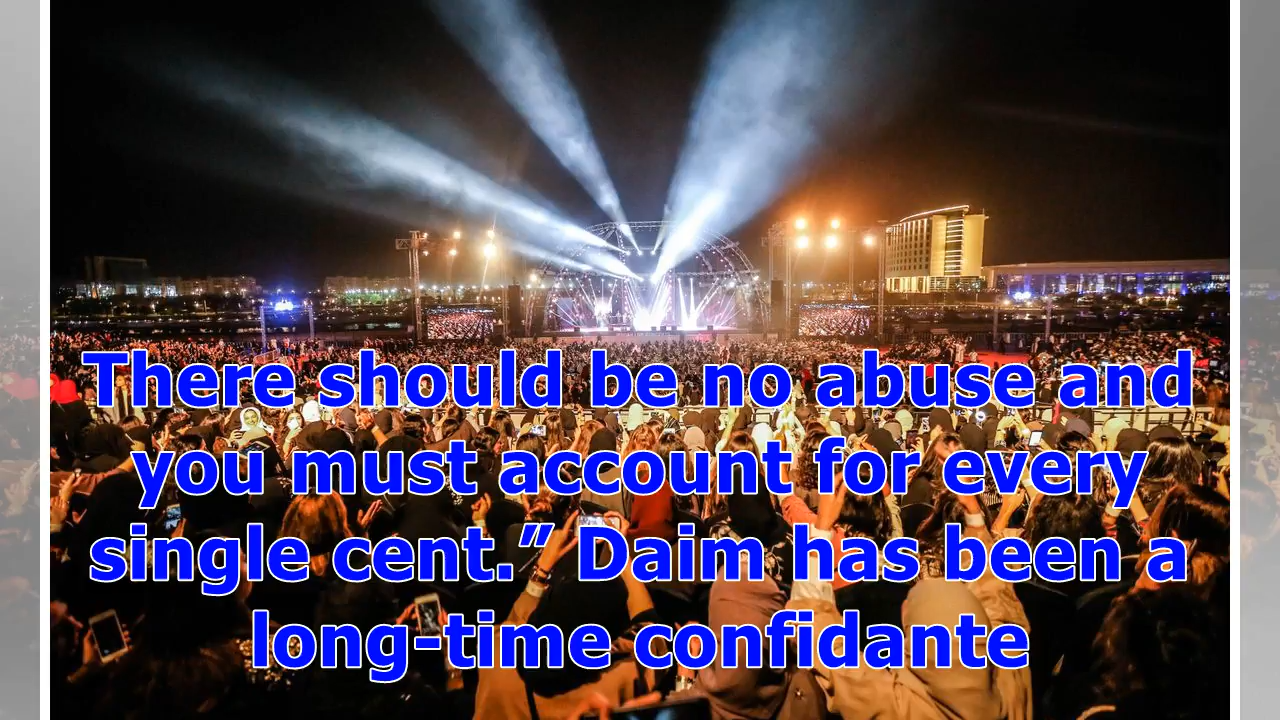 There should be no abuse and
you must account for every
single cent.” Daim has been a
long-time confidante